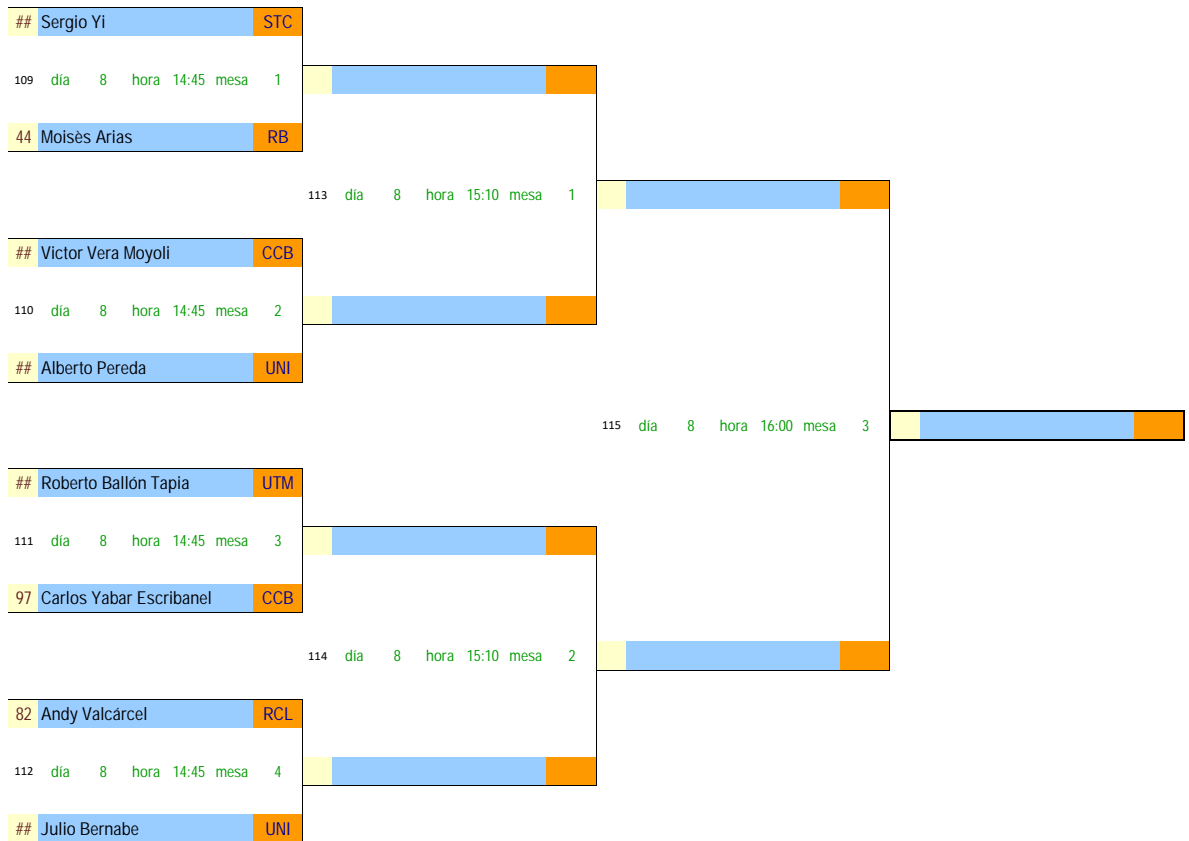 ## Sergio Yi STC
109 día 8 hora 14:45 mesa 1
44 Moisès Arias RB
113 día 8 hora 15:10 mesa 1
## Victor Vera Moyoli CCB
110 día 8 hora 14:45 mesa 2
## Alberto Pereda UNI
115 día 8 hora 16:00 mesa 3
## Roberto Ballón Tapia UTM
111 día 8 hora 14:45 mesa 3
97 Carlos Yabar Escribanel CCB
114 día 8 hora 15:10 mesa 2
82 Andy Valcárcel RCL
112 día 8 hora 14:45 mesa 4
## Julio Bernabe UNI